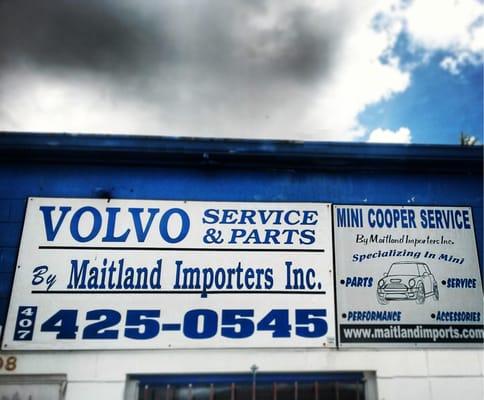 VOLVO SERVICE & PARTS
By Maitland Importers Inc.
407 425-0545
MINI COOPER SERVICE
By Maitland Importers Inc.
Specializing In Mini
•PARTS •SERVICE
•PERFORMANCE •ACCESSORIES
www.maitlandimports.com
08